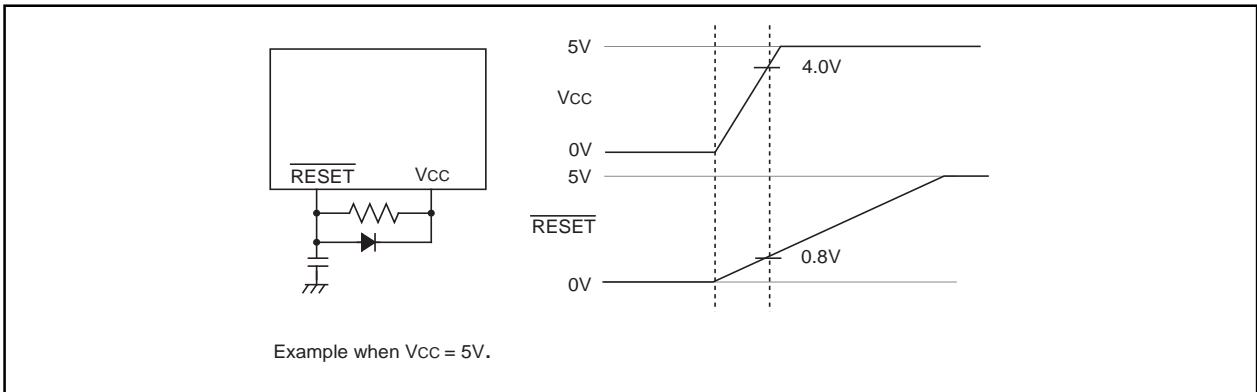 RESET
VCC
5V
4.0V
VCC
0V
5V
RESET
0.8V
0V
Example when VCC = 5V.